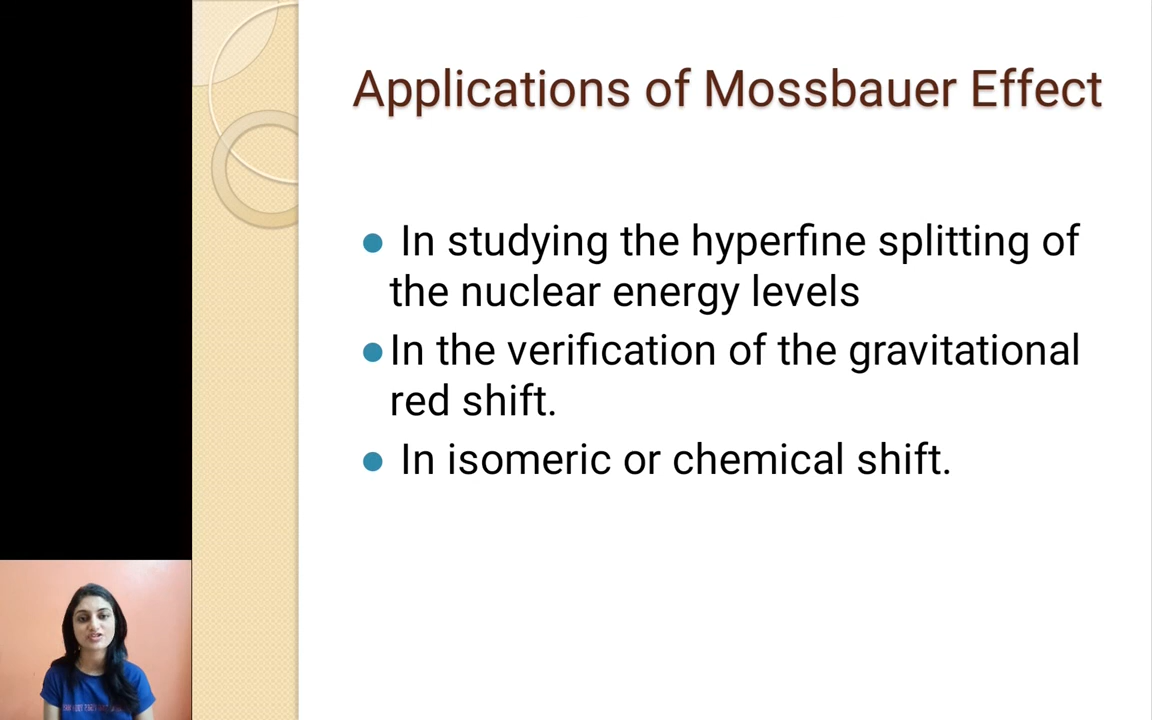 Applications of Mossbauer Effect
● In studying the hyperfine splitting of
the nuclear energy levels
●In the verification of the gravitational
red shift.
● In isomeric or chemical shift.